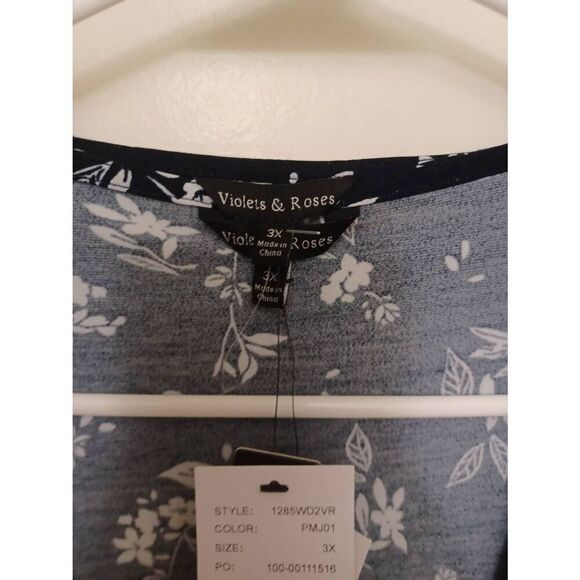 Violets & Roses
3X
Made in
China
Viole Roses
3X
Made in
China
STYLE: 1285WD2VR
COLOR: PMJ01
SIZE: 3X
PO: 100-00111516